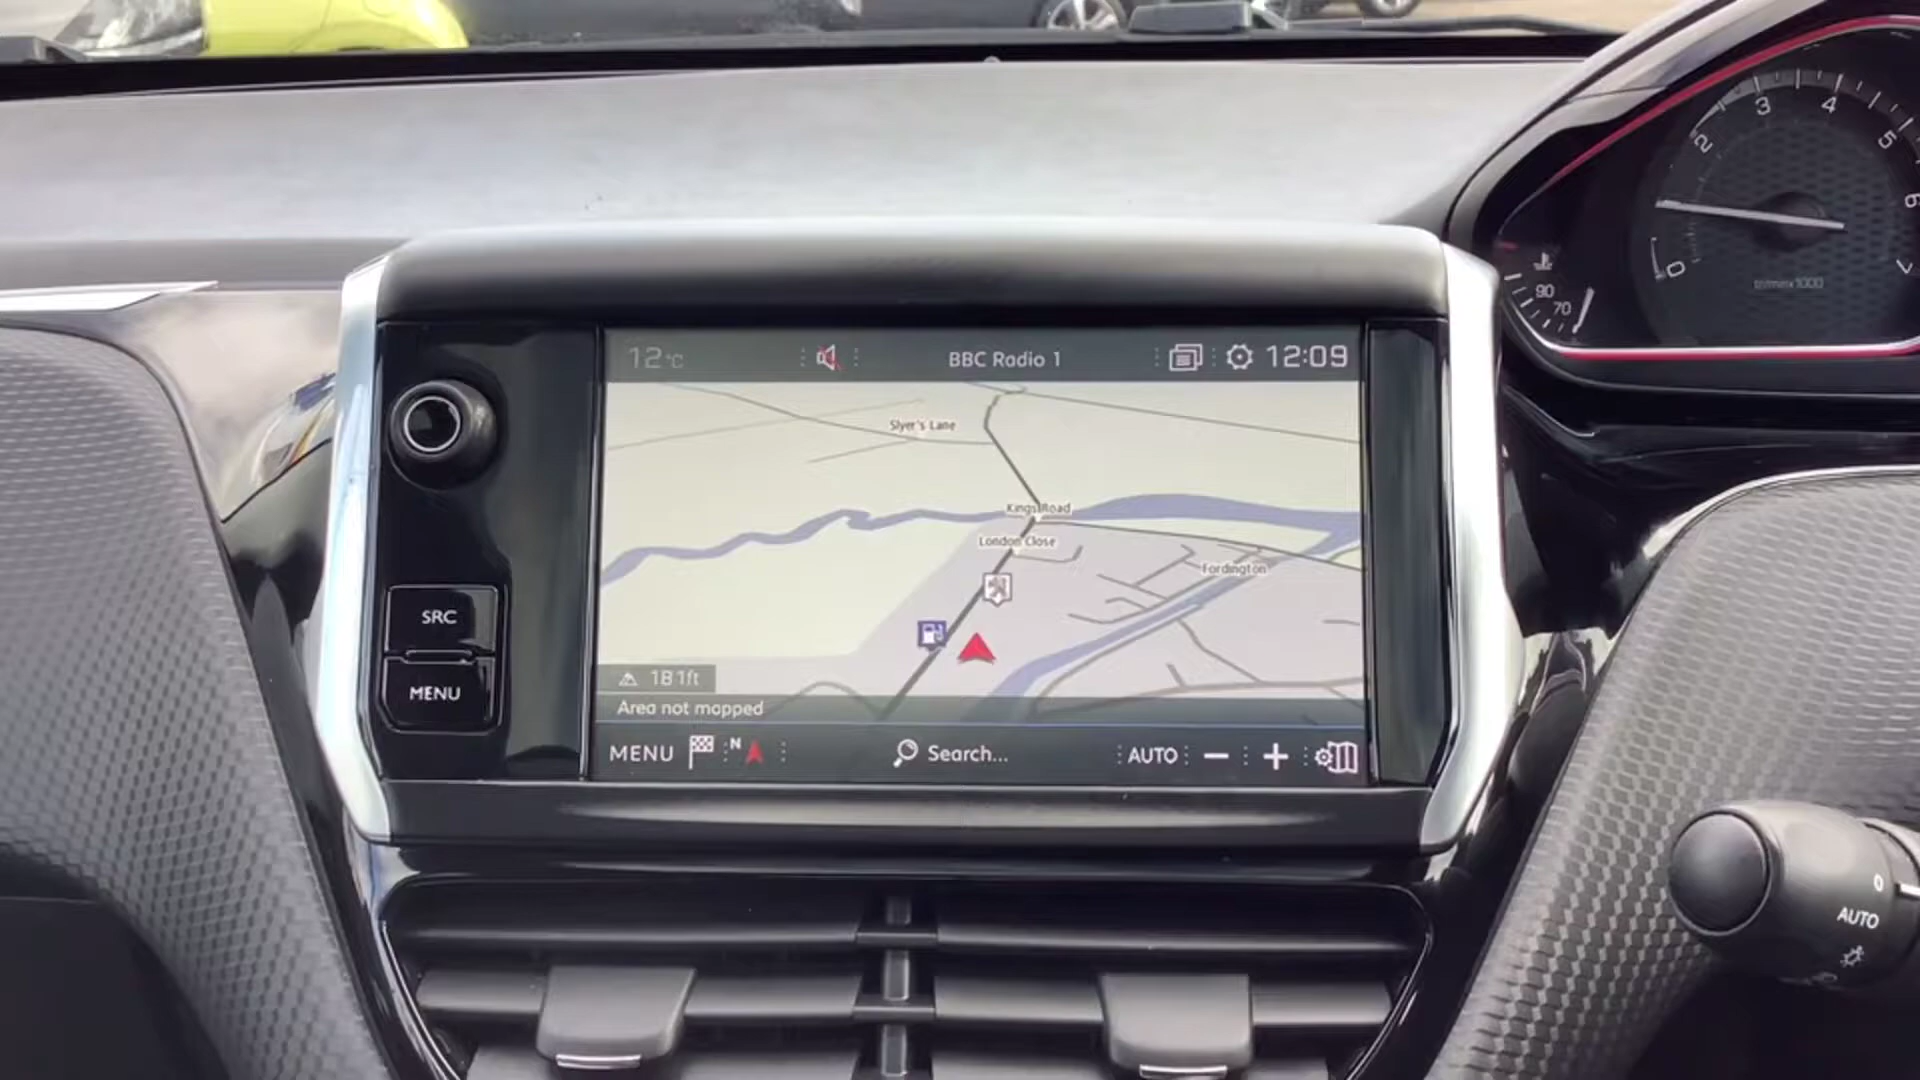 12°C
BBC Radio 1
12:09
Slyer's Lane
Kings Road
London Close
Fordington
181ft
Area not mapped
MENU
N
Search...
AUTO
SRC
MENU
0
2
3
4
5
6
7
90
70
0
AUTO